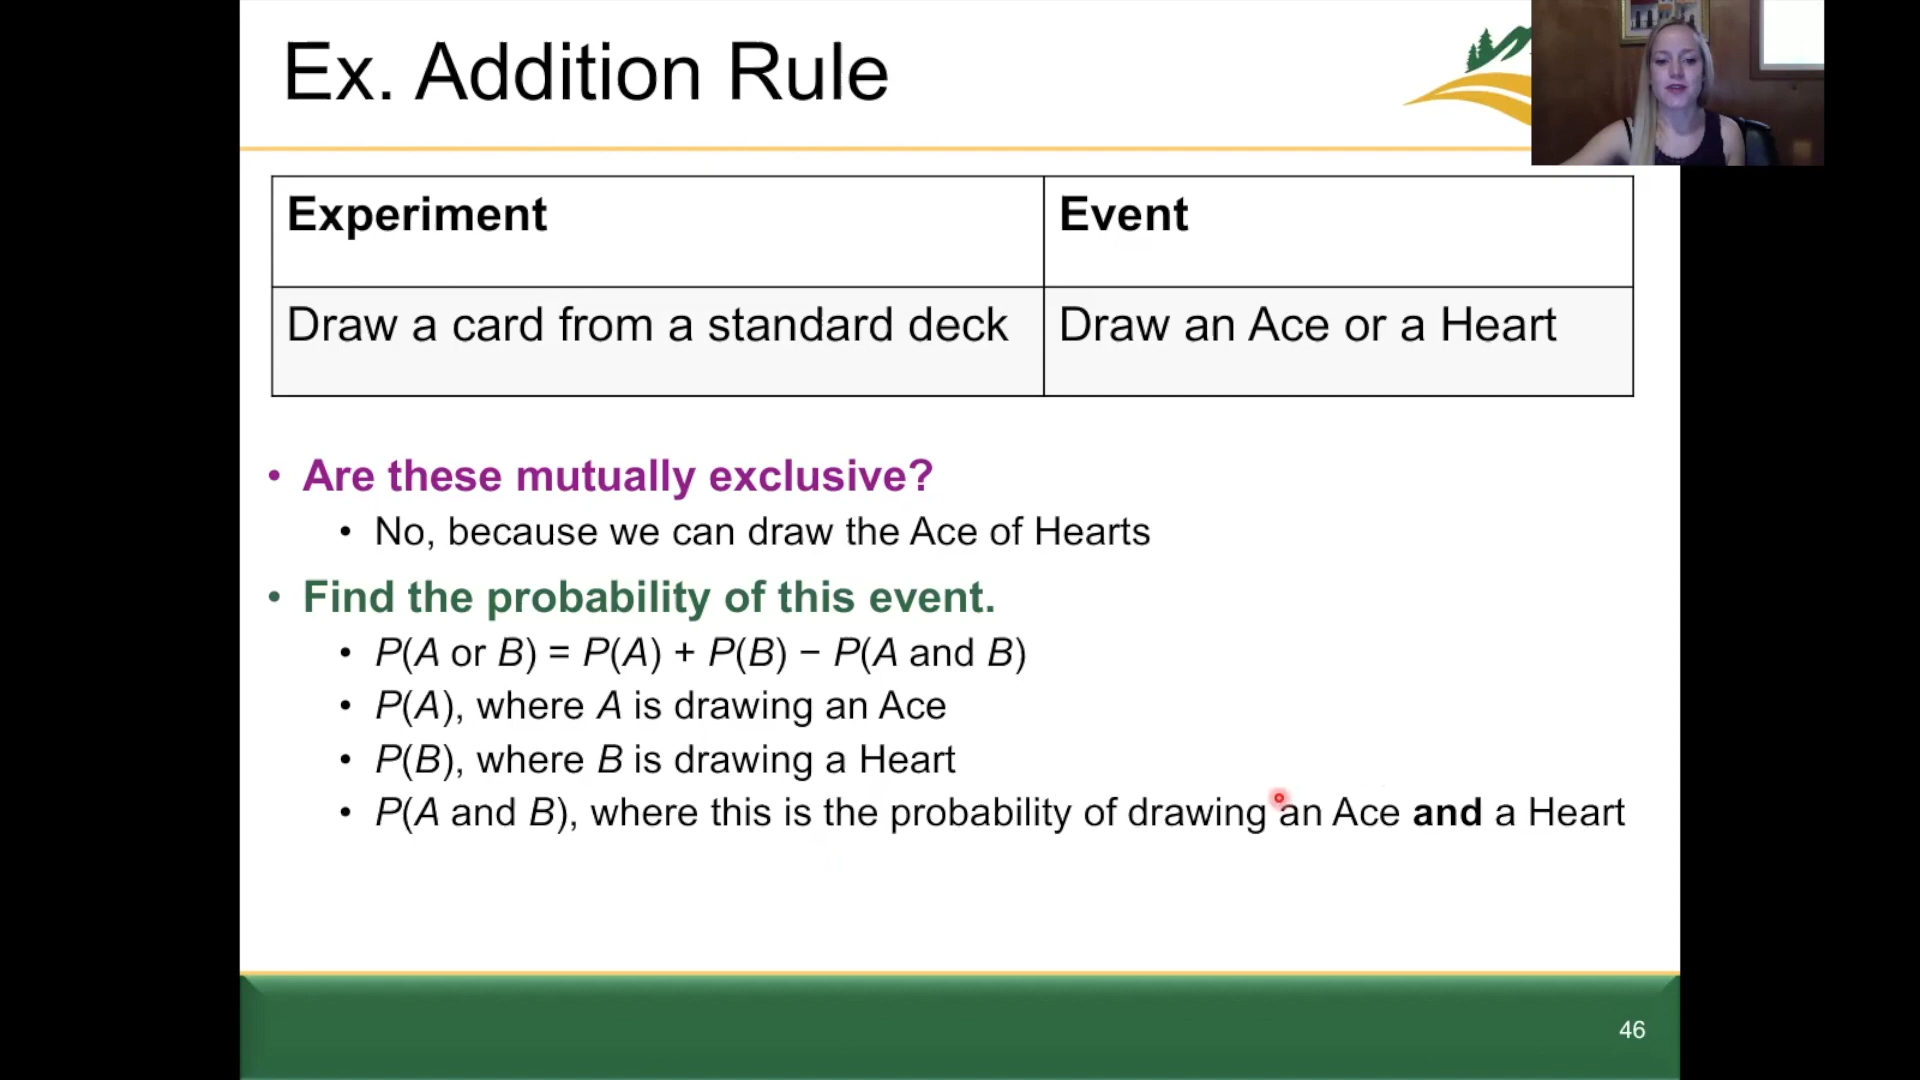 Ex. Addition Rule
Experiment
Event
Draw a card from a standard deck
Draw an Ace or a Heart
• Are these mutually exclusive?
• No, because we can draw the Ace of Hearts
• Find the probability of this event.
• P(A or B) = P(A) + P(B) − P(A and B)
• P(A), where A is drawing an Ace
• P(B), where B is drawing a Heart
• P(A and B), where this is the probability of drawing an Ace and a Heart
46